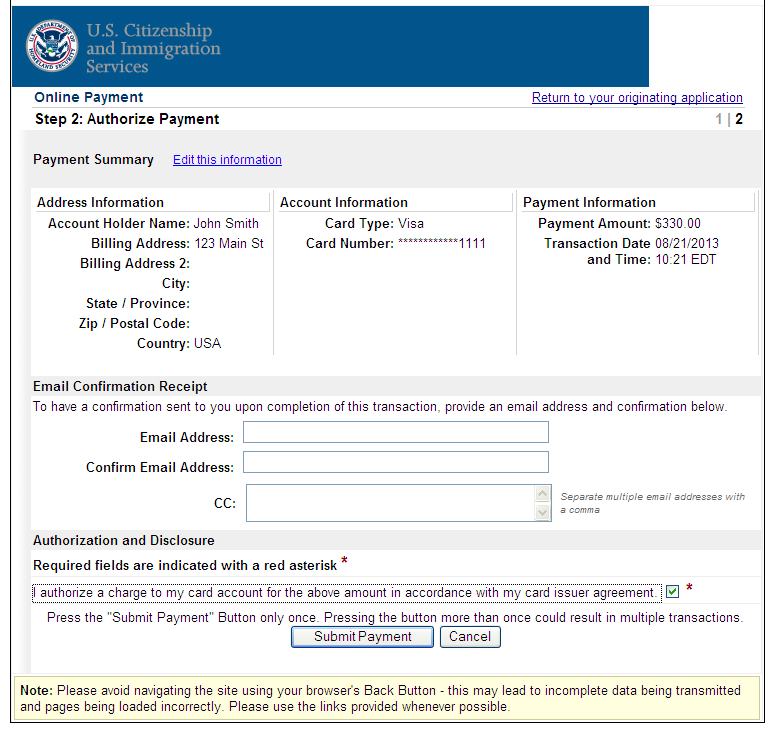 U.S. Citizenship
and Immigration
Services
Online Payment
Return to your originating application
Step 2: Authorize Payment
1 | 2
Payment Summary Edit this information
Address Information
Account Holder Name: John Smith
Billing Address: 123 Main St
Billing Address 2:
City:
State / Province:
Zip / Postal Code:
Country: USA
Account Information
Card Type: Visa
Card Number: ************1111
Payment Information
Payment Amount: $330.00
Transaction Date 08/21/2013
and Time: 10:21 EDT
Email Confirmation Receipt
To have a confirmation sent to you upon completion of this transaction, provide an email address and confirmation below.
Email Address:
Confirm Email Address:
CC:
Separate multiple email addresses with
a comma
Authorization and Disclosure
Required fields are indicated with a red asterisk *
I authorize a charge to my card account for the above amount in accordance with my card issuer agreement. *
Press the "Submit Payment" Button only once. Pressing the button more than once could result in multiple transactions.
Submit Payment Cancel
Note: Please avoid navigating the site using your browser's Back Button - this may lead to incomplete data being transmitted
and pages being loaded incorrectly. Please use the links provided whenever possible.